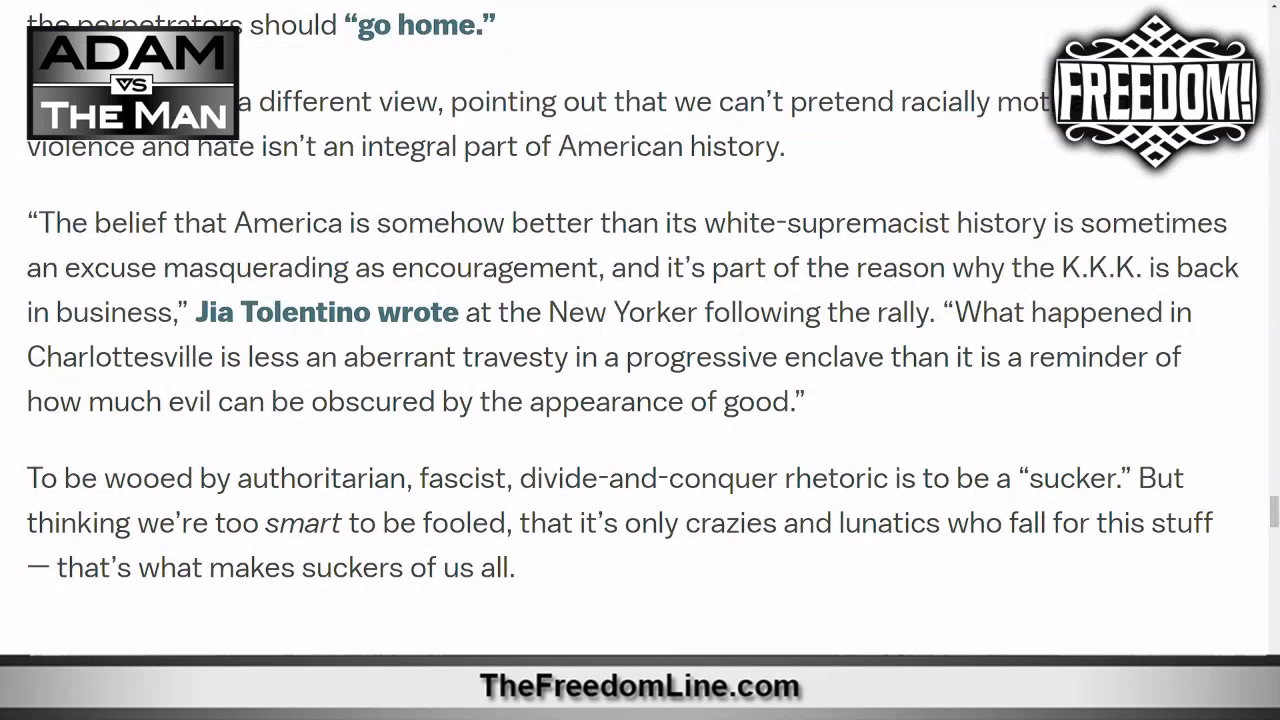 the perpetrators should “go home.”
ADAM
VS
THE MAN
FREEDOM!
a different view, pointing out that we can’t pretend racially
violence and hate isn’t an integral part of American history.
“The belief that America is somehow better than its white-supremacist history is sometimes
an excuse masquerading as encouragement, and it’s part of the reason why the K.K.K. is back
in business,” Jia Tolentino wrote at the New Yorker following the rally. “What happened in
Charlottesville is less an aberrant travesty in a progressive enclave than it is a reminder of
how much evil can be obscured by the appearance of good.”
To be wooed by authoritarian, fascist, divide-and-conquer rhetoric is to be a “sucker.” But
thinking we’re too smart to be fooled, that it’s only crazies and lunatics who fall for this stuff
— that’s what makes suckers of us all.
TheFreedomLine.com